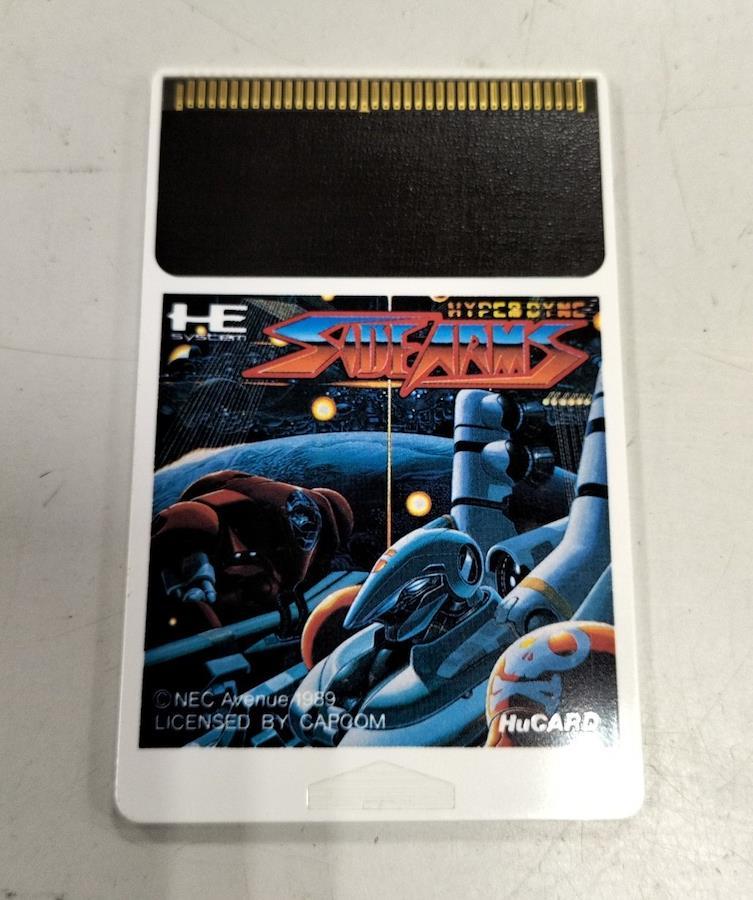 HE
SYSTEM
HYPER DYNE
SIDE ARMS
© NEC Avenue 1989
LICENSED BY CAPCOM
HuCARD